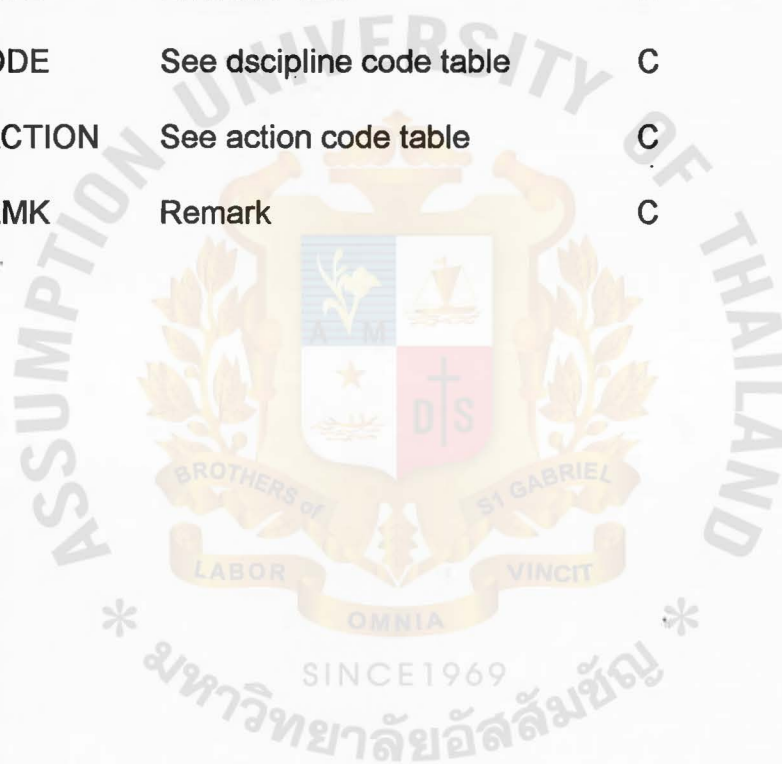 ODE See dscipline code table C
CTION See action code table C
MK Remark C
ASSUMPTION UNIVERSITY OF THAILAND
A M
D S
BROTHERS of ST GABRIEL
LABOR VINCIT
OMNIA
SINCE1969
* มหาวิทยาลัยอัสสัมชัญ *